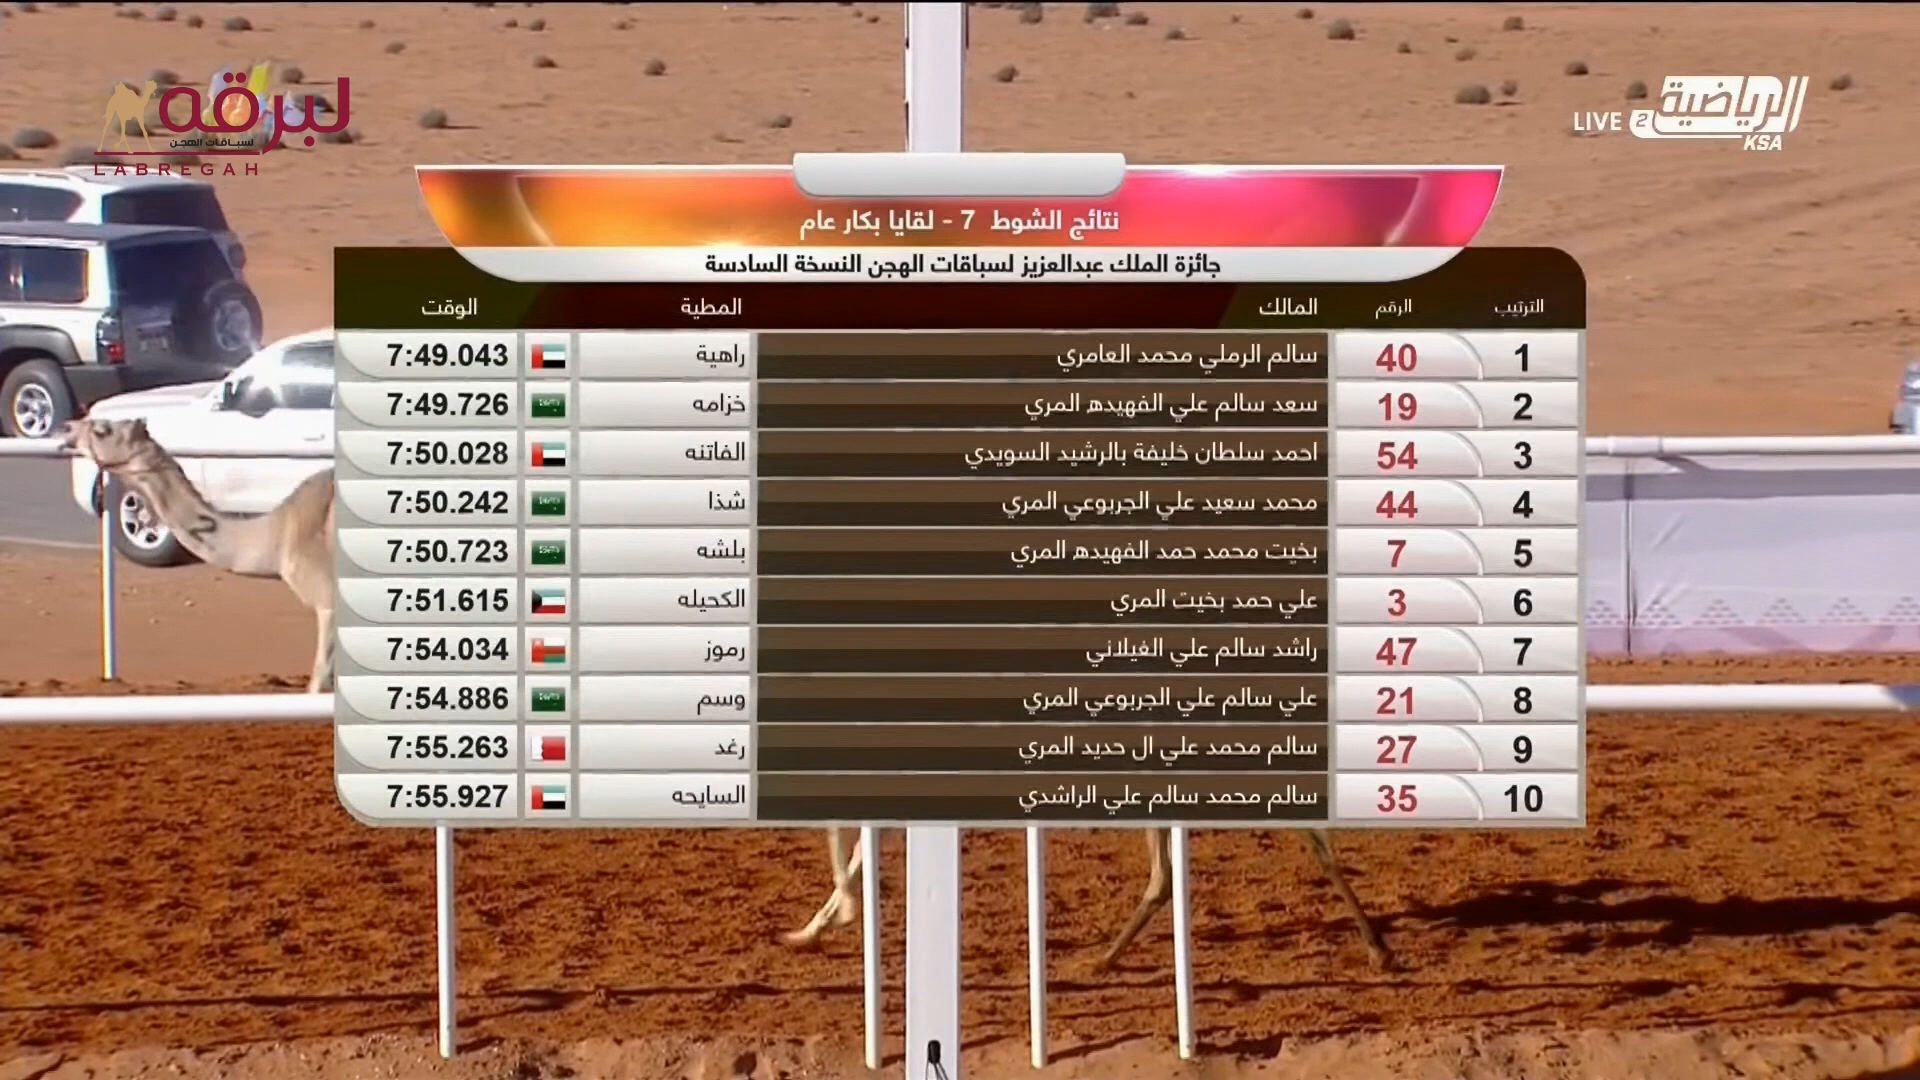 لبرقه
لسباقات الهجن
LABREGAH
LIVE 2 الرياضية
KSA
نتائج الشوط 7 - لقايا بكار عام
جائزة الملك عبدالعزيز لسباقات الهجن النسخة السادسة
الترتيب الرقم المالك المطية الوقت
1 40 سالم الرملي محمد العامري راهية 7:49.043
2 19 سعد سالم علي الفهيده المري خزامه 7:49.726
3 54 احمد سلطان خليفة بالرشيد السويدي الفاتنه 7:50.028
4 44 محمد سعيد علي الجربوعي المري شذا 7:50.242
5 7 بخيت محمد حمد الفهيده المري بلشه 7:50.723
6 3 علي حمد بخيت المري الكحيله 7:51.615
7 47 راشد سالم علي الغيلاني رموز 7:54.034
8 21 علي سالم علي الجربوعي المري وسم 7:54.886
9 27 سالم محمد علي ال حديد المري رغد 7:55.263
10 35 سالم محمد سالم علي الراشدي السايحه 7:55.927
2